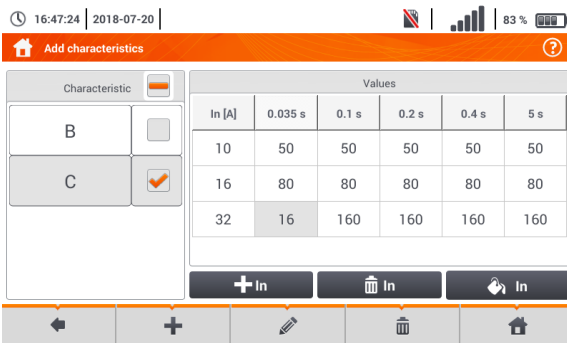 16:47:24 2018-07-20 83 %
Add characteristics ?
Characteristic Values
In [A] 0.035 s 0.1 s 0.2 s 0.4 s 5 s
B
10 50 50 50 50 50
C
16 80 80 80 80 80
32 16 160 160 160 160
In In In